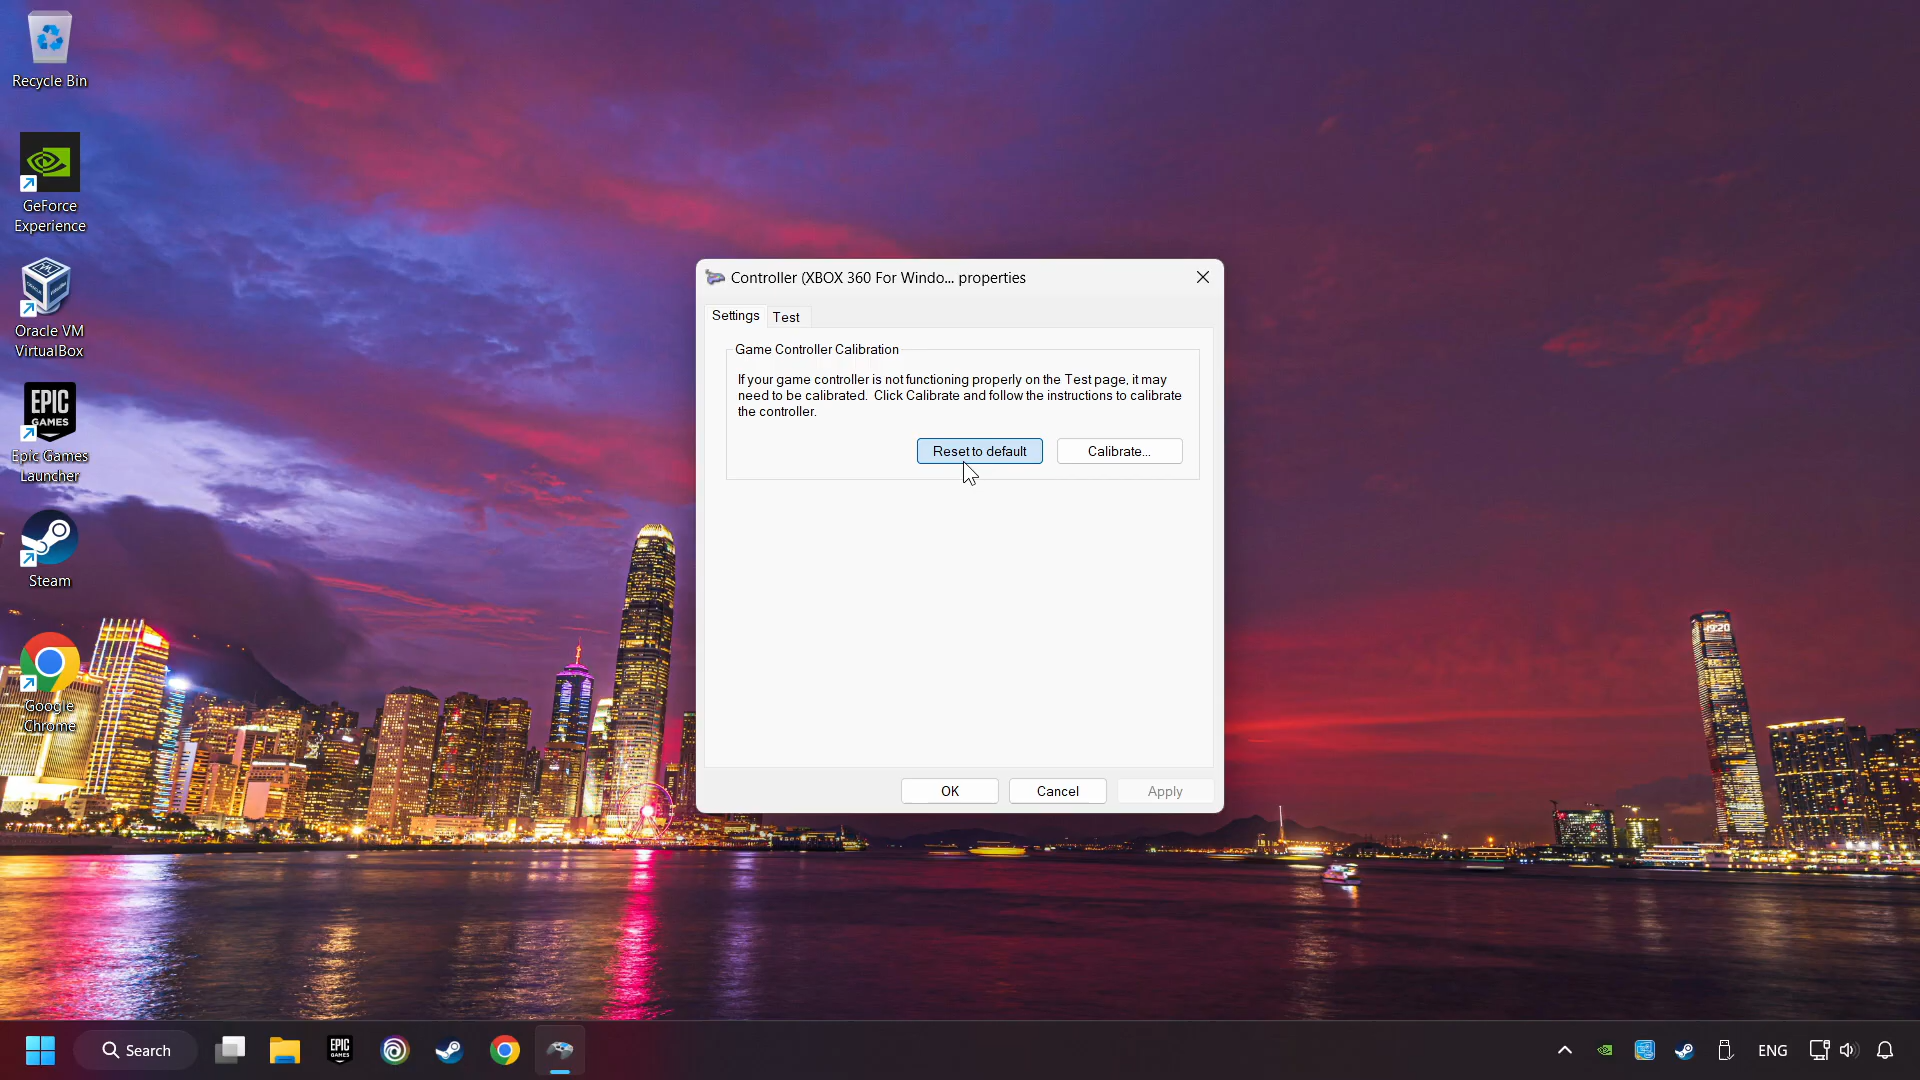 Recycle Bin
GeForce
Experience
Oracle VM
VirtualBox
EPIC
GAMES
Epic Games
Launcher
Steam
Google
Chrome
Controller (XBOX 360 For Windo... properties
Settings
Test
Game Controller Calibration
If your game controller is not functioning properly on the Test page, it may
need to be calibrated.  Click Calibrate and follow the instructions to calibrate
the controller.
Reset to default
Calibrate...
OK
Cancel
Apply
Search
EPIC
GAMES
ENG